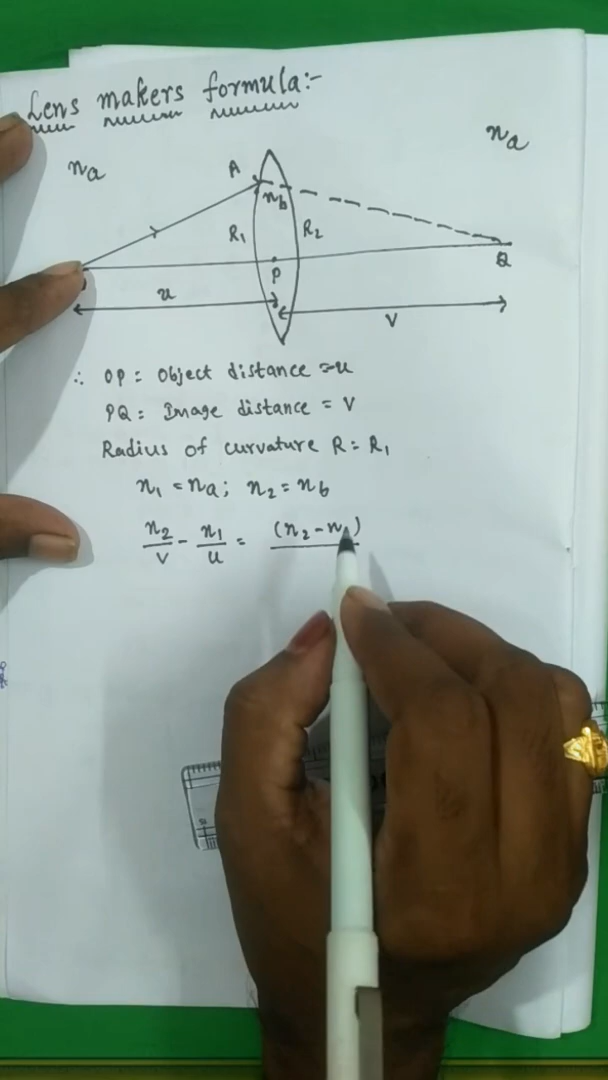 Lens makers formula:-
na
na
A
nb
R1
R2
P
Q
u
v
∴ OP = Object distance = u
PQ = Image distance = v
Radius of curvature R = R1
n1 = na; n2 = nb
n2/v - n1/u = (n2 - n1)